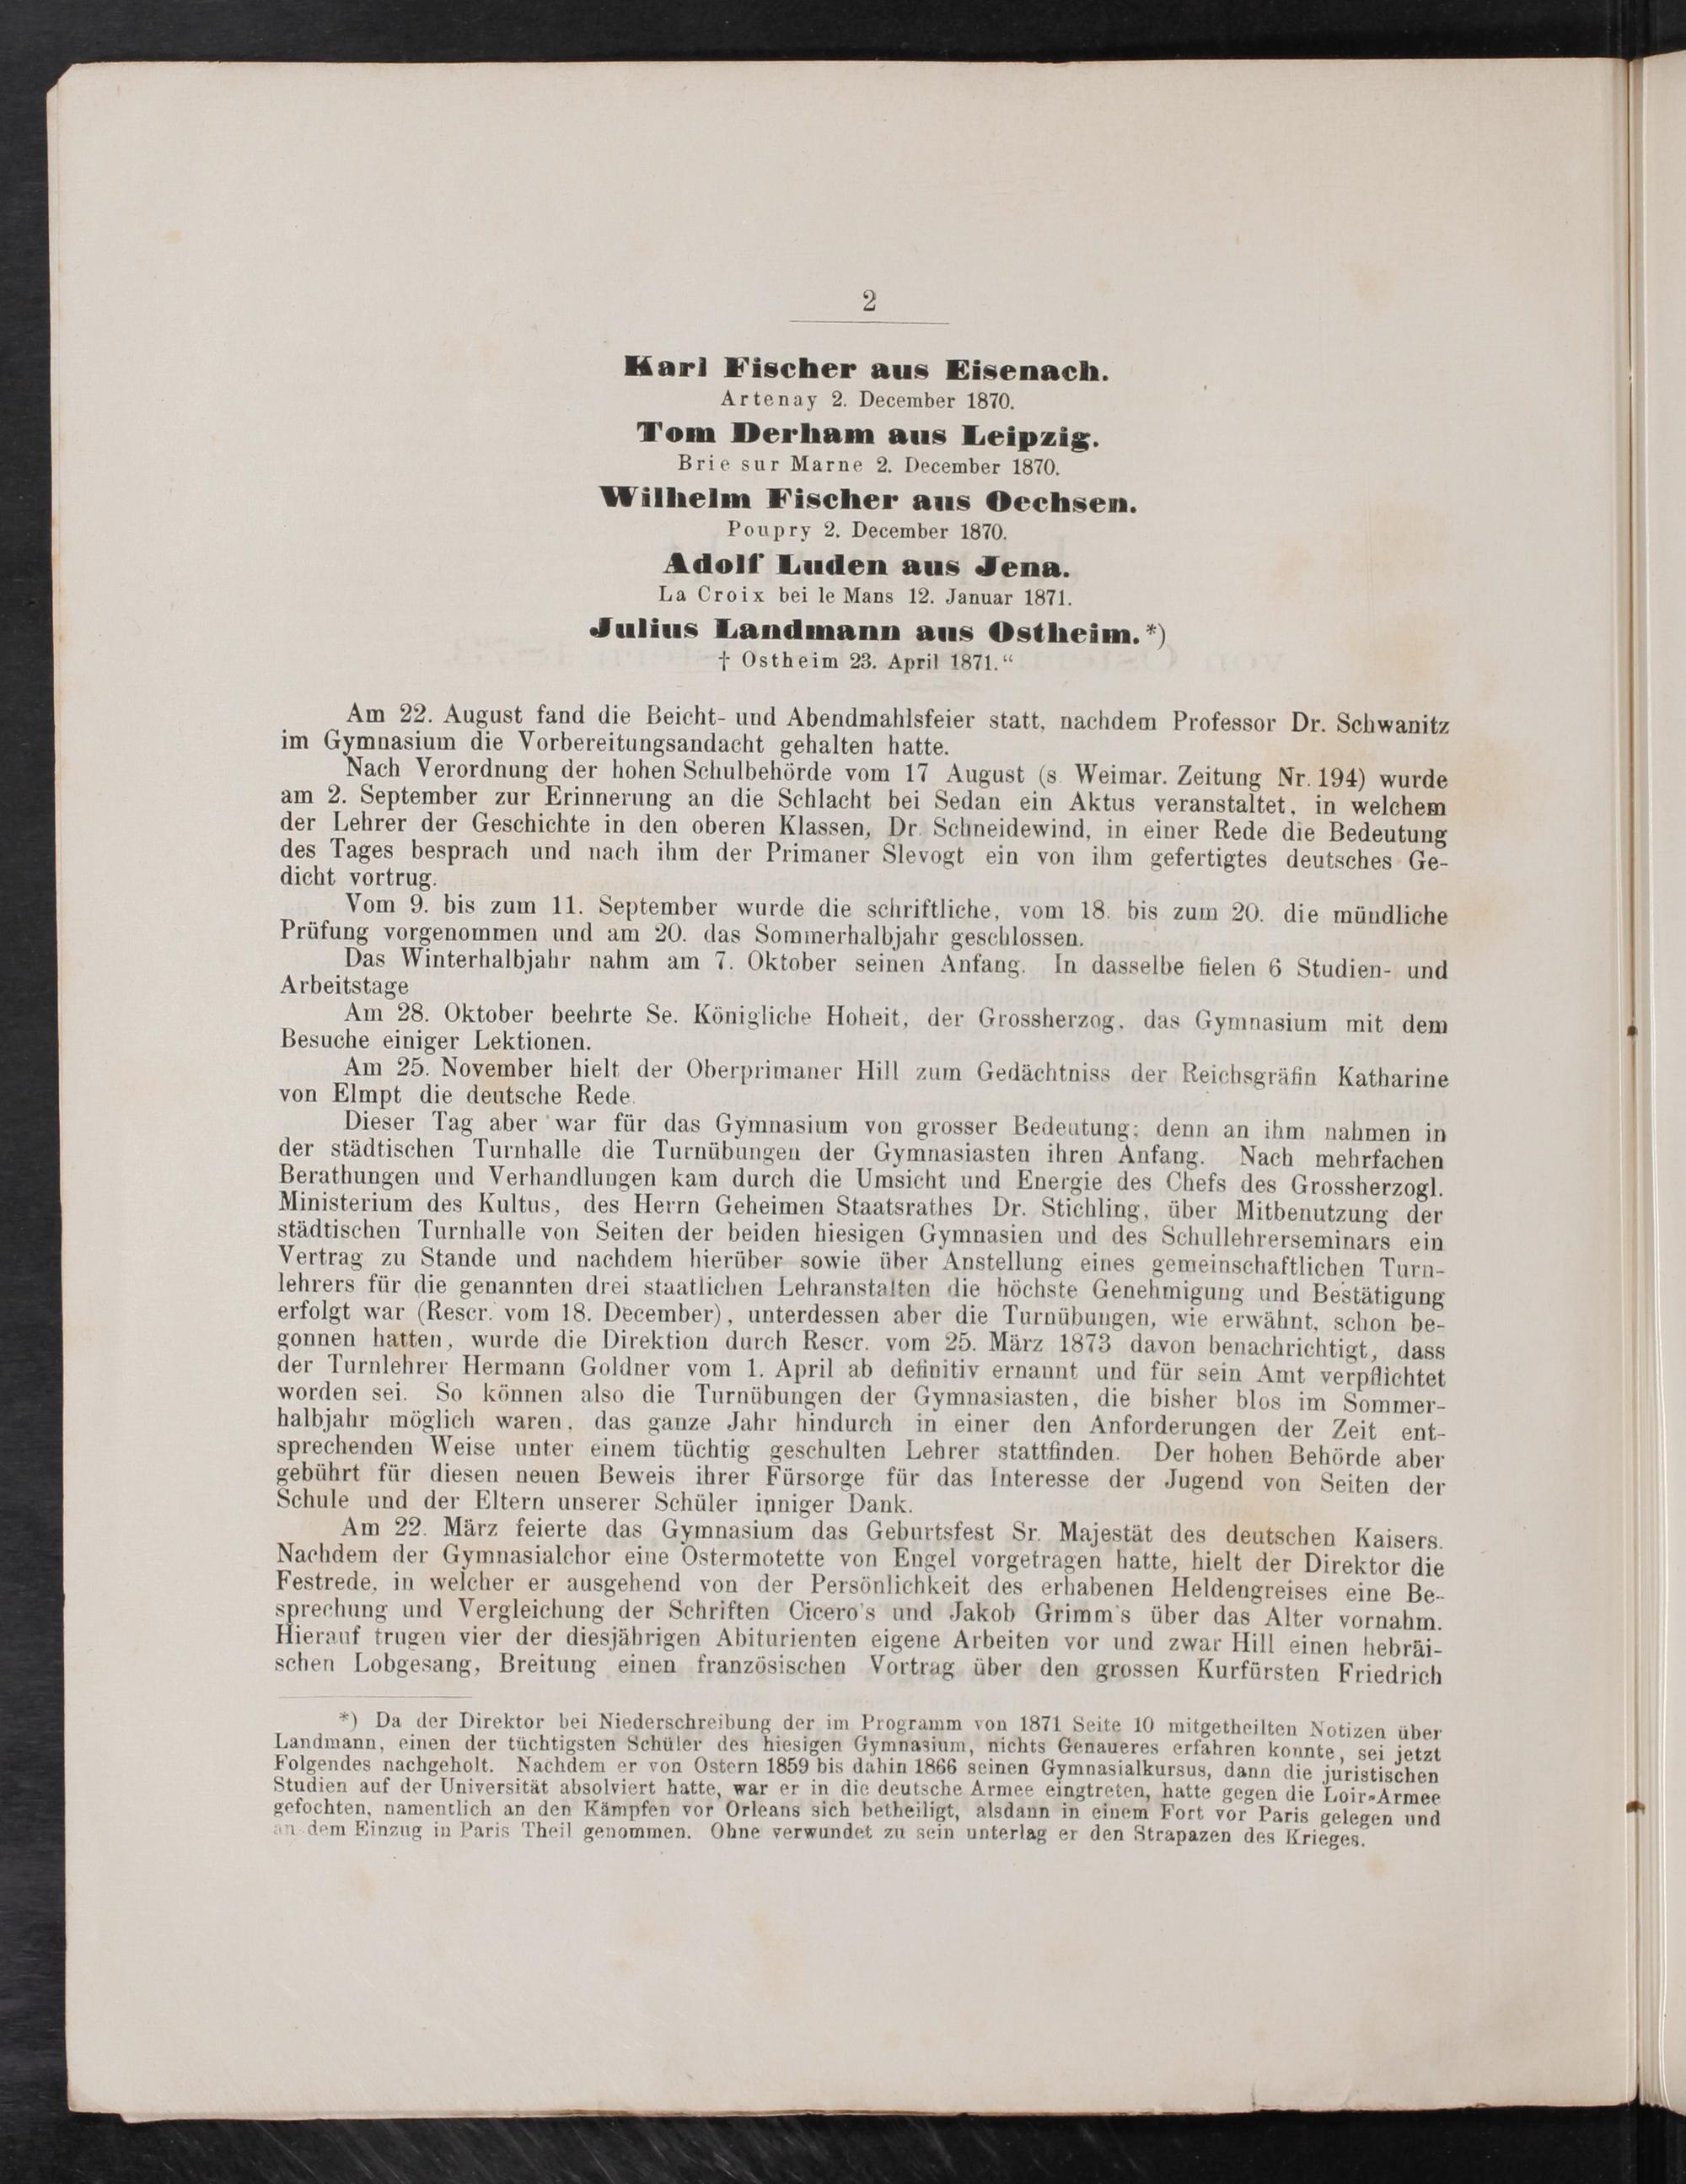 2
Karl Fischer aus Eisenach.
Artenay 2. December 1870.
Tom Derham aus Leipzig.
Brie sur Marne 2. December 1870.
Wilhelm Fischer aus Oechsen.
Poupry 2. December 1870.
Adolf Luden aus Jena.
La Croix bei le Mans 12. Januar 1871.
Julius Landmann aus Ostheim.*)
† Ostheim 23. April 1871.“
Am 22. August fand die Beicht- und Abendmahlsfeier statt, nachdem Professor Dr. Schwanitz
im Gymnasium die Vorbereitungsandacht gehalten hatte.
Nach Verordnung der hohen Schulbehörde vom 17 August (s. Weimar. Zeitung Nr. 194) wurde
am 2. September zur Erinnerung an die Schlacht bei Sedan ein Aktus veranstaltet, in welchem
der Lehrer der Geschichte in den oberen Klassen, Dr. Schneidewind, in einer Rede die Bedeutung
des Tages besprach und nach ihm der Primaner Slevogt ein von ihm gefertigtes deutsches Ge-
dicht vortrug.
Vom 9. bis zum 11. September wurde die schriftliche, vom 18. bis zum 20. die mündliche
Prüfung vorgenommen und am 20. das Sommerhalbjahr geschlossen.
Das Winterhalbjahr nahm am 7. Oktober seinen Anfang. In dasselbe fielen 6 Studien- und
Arbeitstage
Am 28. Oktober beehrte Se. Königliche Hoheit, der Grossherzog, das Gymnasium mit dem
Besuche einiger Lektionen.
Am 25. November hielt der Oberprimaner Hill zum Gedächtniss der Reichsgräfin Katharine
von Elmpt die deutsche Rede.
Dieser Tag aber war für das Gymnasium von grosser Bedeutung; denn an ihm nahmen in
der städtischen Turnhalle die Turnübungen der Gymnasiasten ihren Anfang. Nach mehrfachen
Berathungen und Verhandlungen kam durch die Umsicht und Energie des Chefs des Grossherzogl.
Ministerium des Kultus, des Herrn Geheimen Staatsrathes Dr. Stichling, über Mitbenutzung der
städtischen Turnhalle von Seiten der beiden hiesigen Gymnasien und des Schullehrerseminars ein
Vertrag zu Stande und nachdem hierüber sowie über Anstellung eines gemeinschaftlichen Turn-
lehrers für die genannten drei staatlichen Lehranstalten die höchste Genehmigung und Bestätigung
erfolgt war (Rescr. vom 18. December), unterdessen aber die Turnübungen, wie erwähnt, schon be-
gonnen hatten, wurde die Direktion durch Rescr. vom 25. März 1873 davon benachrichtigt, dass
der Turnlehrer Hermann Goldner vom 1. April ab definitiv ernannt und für sein Amt verpflichtet
worden sei. So können also die Turnübungen der Gymnasiasten, die bisher blos im Sommer-
halbjahr möglich waren, das ganze Jahr hindurch in einer den Anforderungen der Zeit ent-
sprechenden Weise unter einem tüchtig geschulten Lehrer stattfinden. Der hohen Behörde aber
gebührt für diesen neuen Beweis ihrer Fürsorge für das Interesse der Jugend von Seiten der
Schule und der Eltern unserer Schüler inniger Dank.
Am 22. März feierte das Gymnasium das Geburtsfest Sr. Majestät des deutschen Kaisers.
Nachdem der Gymnasialchor eine Ostermotette von Engel vorgetragen hatte, hielt der Direktor die
Festrede, in welcher er ausgehend von der Persönlichkeit des erhabenen Heldengreises eine Be-
sprechung und Vergleichung der Schriften Cicero's und Jakob Grimm's über das Alter vornahm.
Hierauf trugen vier der diesjährigen Abiturienten eigene Arbeiten vor und zwar Hill einen hebräi-
schen Lobgesang, Breitung einen französischen Vortrag über den grossen Kurfürsten Friedrich
*) Da der Direktor bei Niederschreibung der im Programm von 1871 Seite 10 mitgetheilten Notizen über
Landmann, einen der tüchtigsten Schüler des hiesigen Gymnasium, nichts Genaueres erfahren konnte, sei jetzt
Folgendes nachgeholt. Nachdem er von Ostern 1859 bis dahin 1866 seinen Gymnasialkursus, dann die juristischen
Studien auf der Universität absolviert hatte, war er in die deutsche Armee eingtreten, hatte gegen die Loir-Armee
gefochten, namentlich an den Kämpfen vor Orleans sich betheiligt, alsdann in einem Fort vor Paris gelegen und
an dem Einzug in Paris Theil genommen. Ohne verwundet zu sein unterlag er den Strapazen des Krieges.